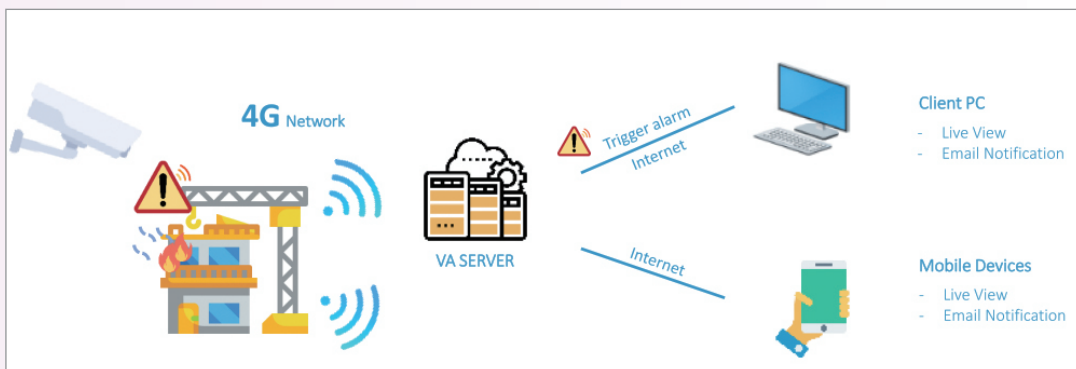 4G Network
VA SERVER
Trigger alarm
Internet
Internet
Client PC
- Live View
- Email Notification
Mobile Devices
- Live View
- Email Notification